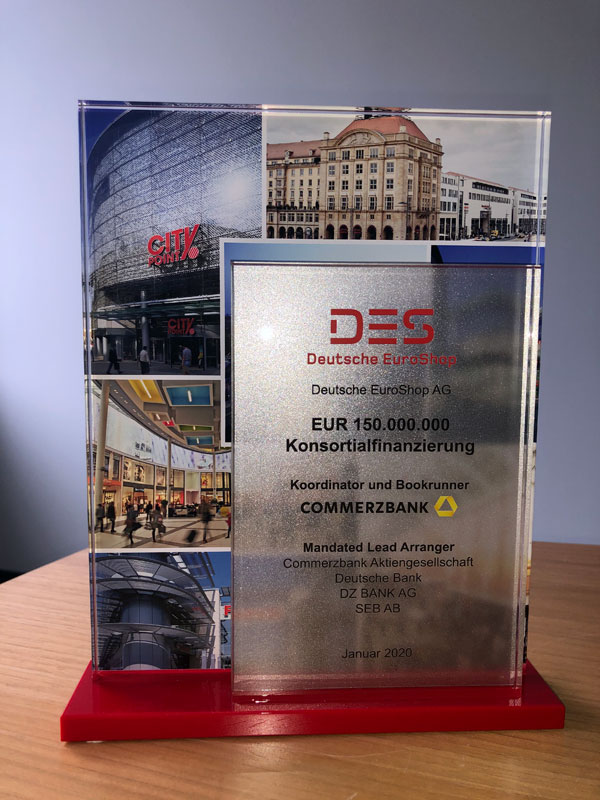 CITY
POINT
CITY
POINT
DES
Deutsche EuroShop
Deutsche EuroShop AG
EUR 150.000.000
Konsortialfinanzierung
Koordinator und Bookrunner
COMMERZBANK
Mandated Lead Arranger
Commerzbank Aktiengesellschaft
Deutsche Bank
DZ BANK AG
SEB AB
Januar 2020